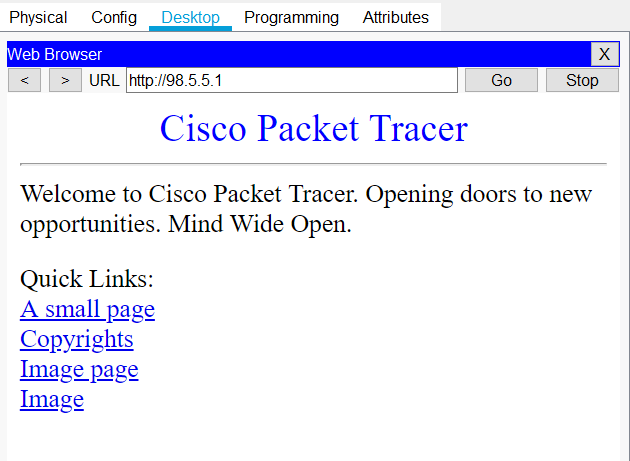 Physical Config Desktop Programming Attributes
Web Browser X
< > URL http://98.5.5.1 Go Stop
Cisco Packet Tracer
Welcome to Cisco Packet Tracer. Opening doors to new
opportunities. Mind Wide Open.
Quick Links:
A small page
Copyrights
Image page
Image